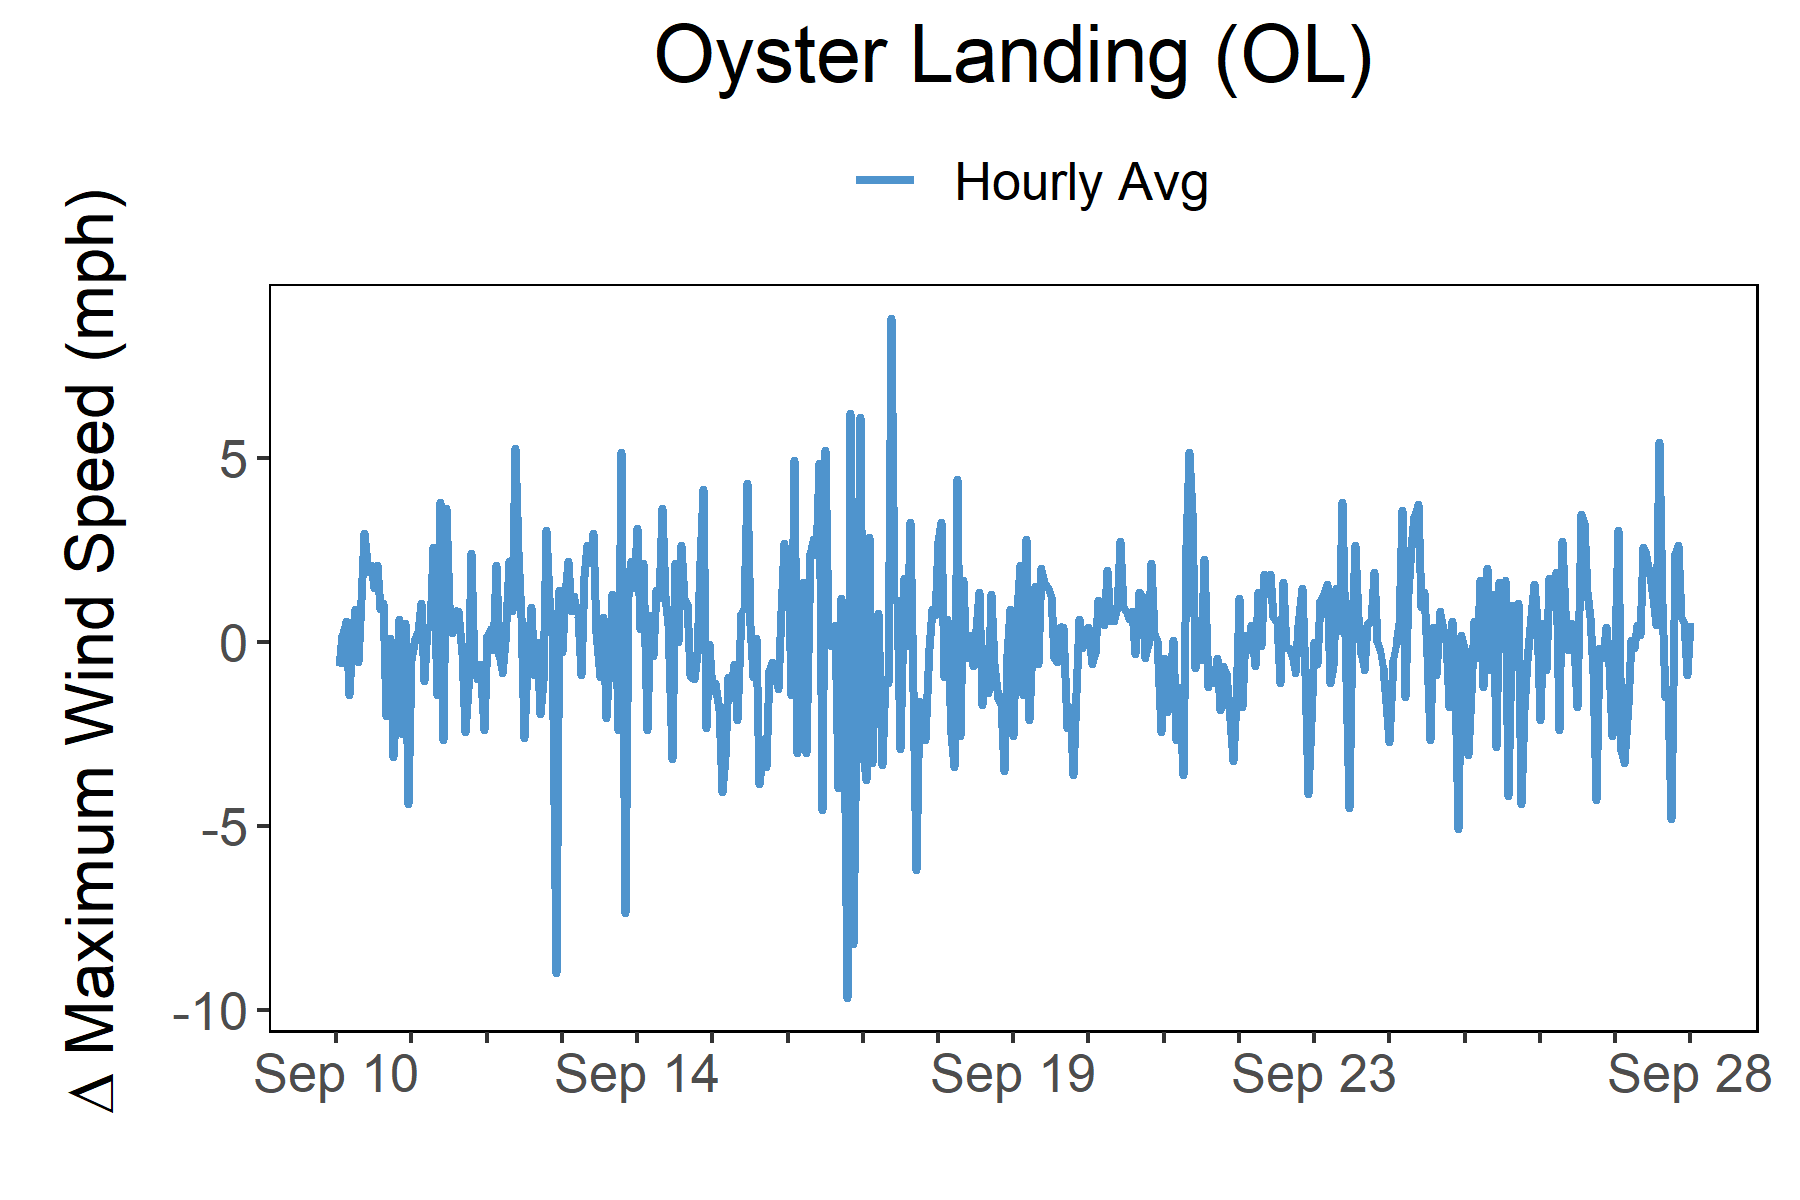 Oyster Landing (OL)
Hourly Avg
Δ Maximum Wind Speed (mph)
5
0
-5
-10
Sep 10 Sep 14 Sep 19 Sep 23 Sep 28